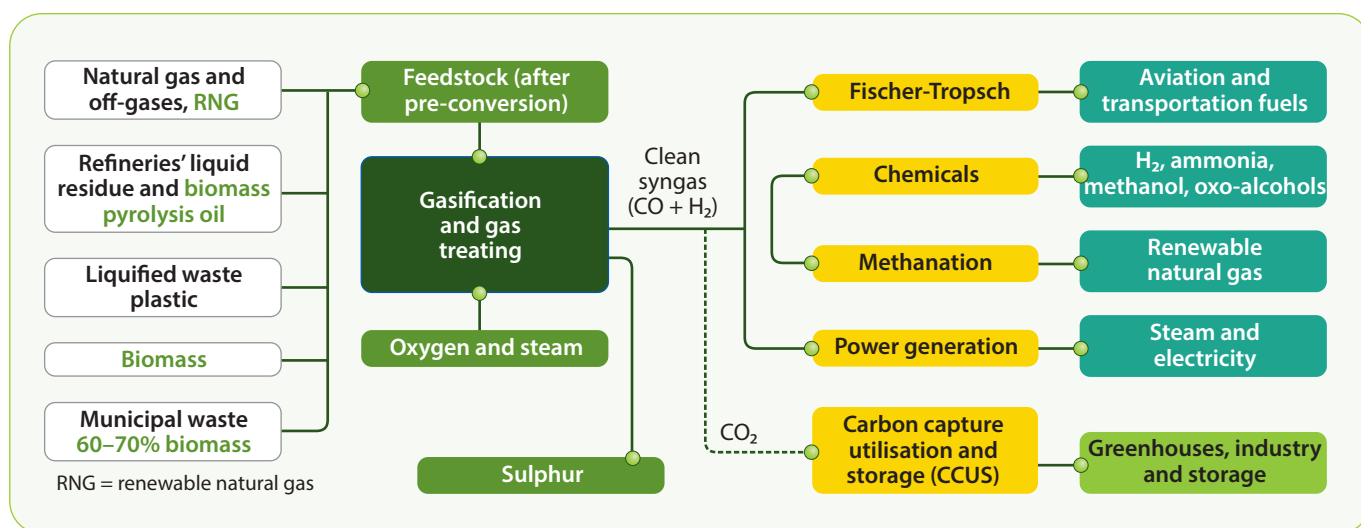 Natural gas and
off-gases, RNG
Refineries’ liquid
residue and biomass
pyrolysis oil
Liquified waste
plastic
Biomass
Municipal waste
60–70% biomass
RNG = renewable natural gas
Feedstock (after
pre-conversion)
Gasification
and gas
treating
Oxygen and steam
Sulphur
Clean
syngas
(CO + H₂)
CO₂
Fischer-Tropsch
Chemicals
Methanation
Power generation
Carbon capture
utilisation and
storage (CCUS)
Aviation and
transportation fuels
H₂, ammonia,
methanol, oxo-alcohols
Renewable
natural gas
Steam and
electricity
Greenhouses, industry
and storage